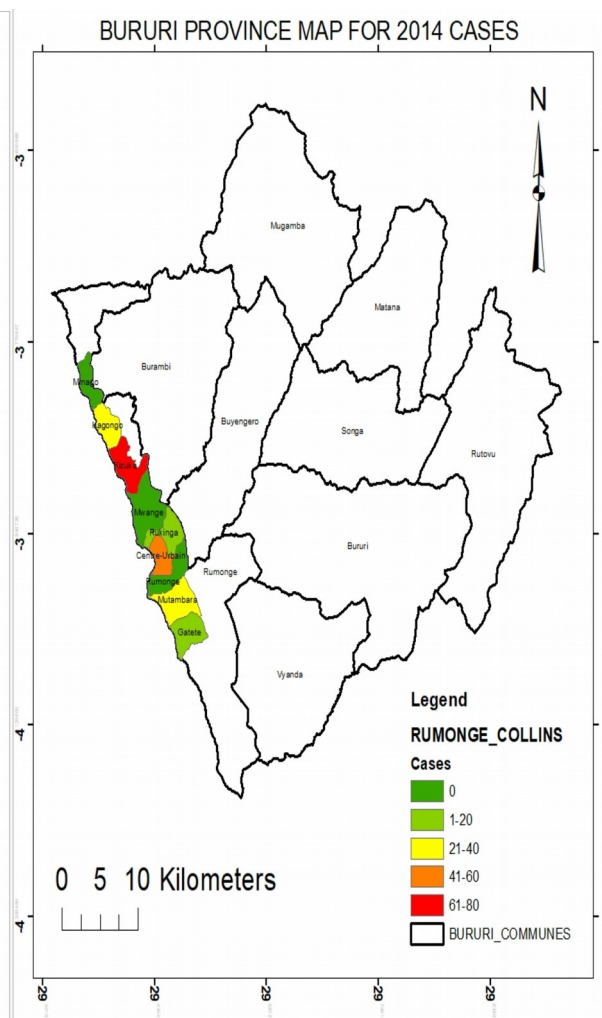 BURURI PROVINCE MAP FOR 2014 CASES
N
-3
Mugamba
Matana
-3
Burambi
Minago
Kagongo
Buyengero
Songa
Rutovu
Mwange
Rukinga
-3
Centre-Urbain
Bururi
Rumonge
Rumonge
Mutambara
Gatete
Vyanda
Legend
RUMONGE_COLLINS
-4
Cases
0
1-20
21-40
41-60
61-80
BURURI_COMMUNES
0 5 10 Kilometers
-4
29
29
29
29
29